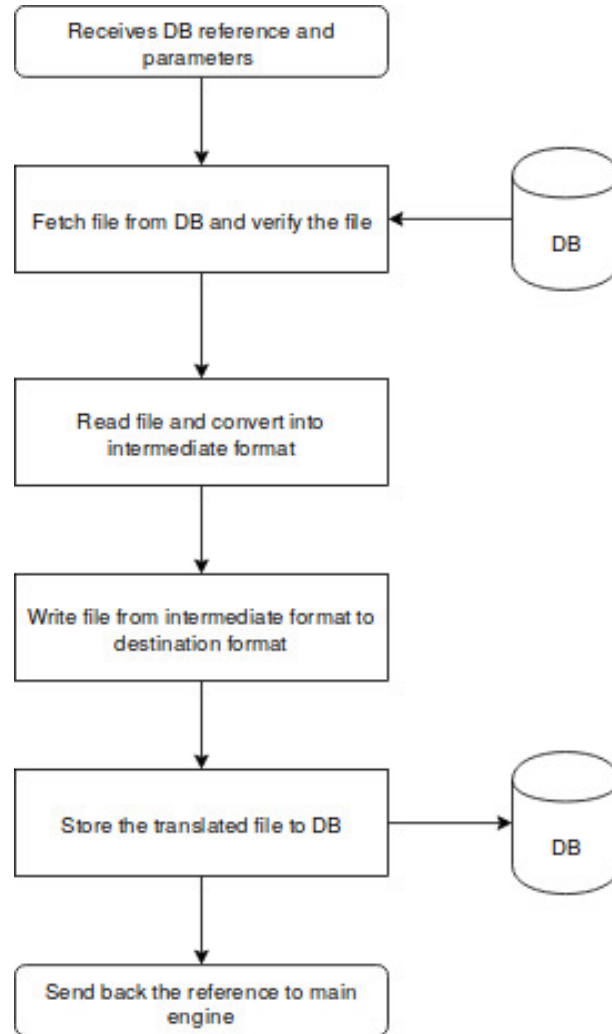 Receives DB reference and
parameters
Fetch file from DB and verify the file
DB
Read file and convert into
intermediate format
Write file from intermediate format to
destination format
Store the translated file to DB
DB
Send back the reference to main
engine